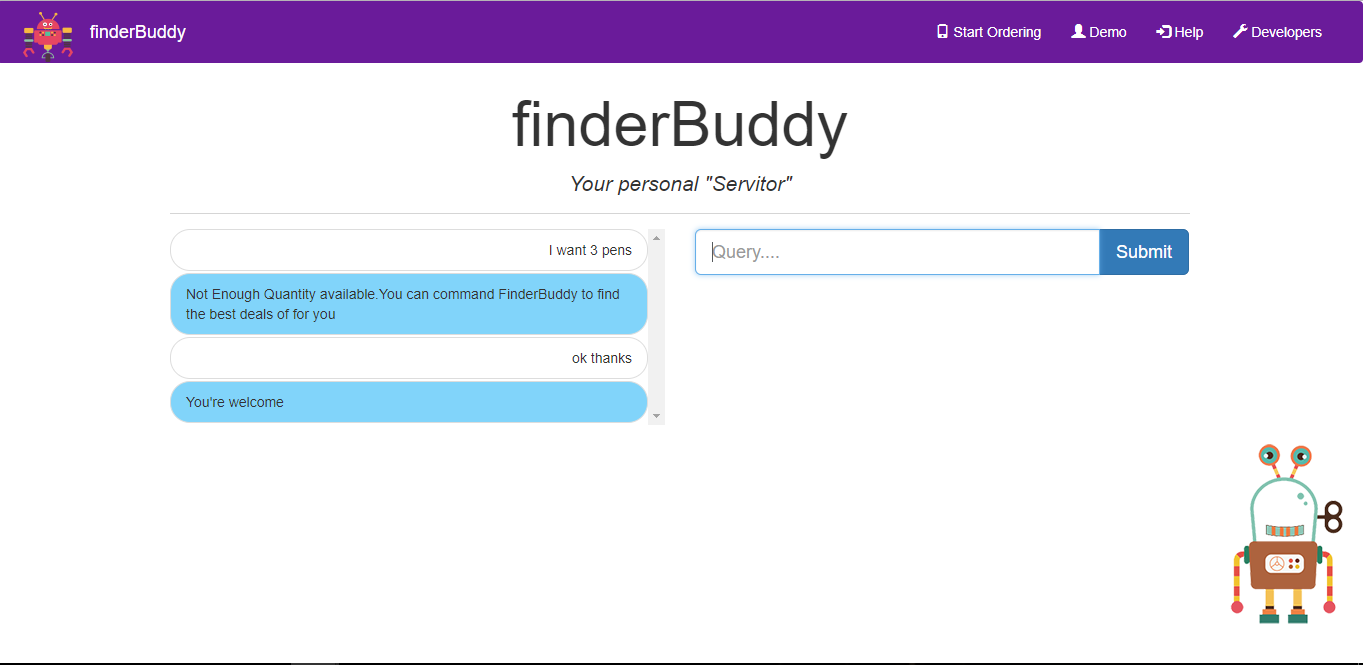 finderBuddy
Start Ordering
Demo
Help
Developers
finderBuddy
Your personal "Servitor"
I want 3 pens
Not Enough Quantity available.You can command FinderBuddy to find
the best deals of for you
ok thanks
You're welcome
Query....
Submit